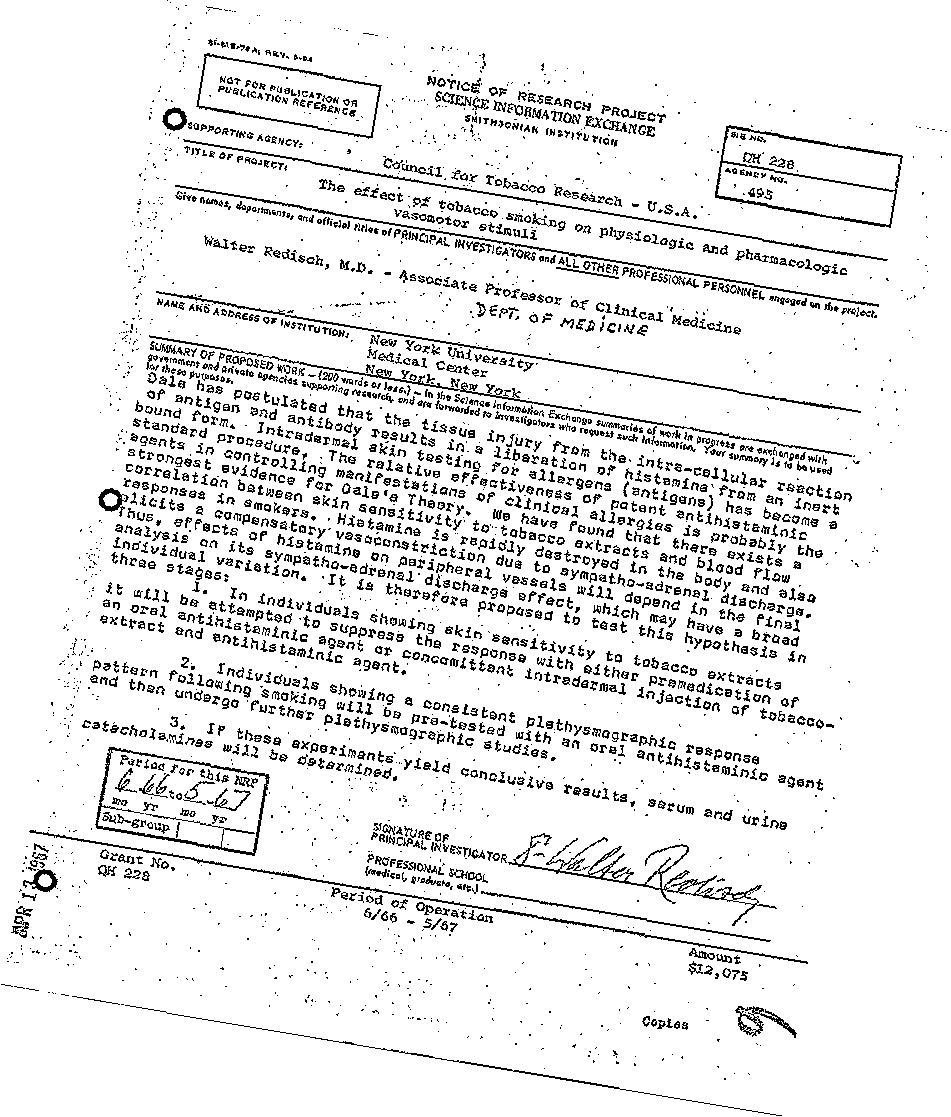 SI-SIE-78A; REV. 5-64
NOT FOR PUBLICATION OR
PUBLICATION REFERENCE
NOTICE OF RESEARCH PROJECT
SCIENCE INFORMATION EXCHANGE
SMITHSONIAN INSTITUTION
SIE NO.
QH 228
AGENCY NO.
495
SUPPORTING AGENCY:
Council for Tobacco Research - U.S.A.
TITLE OF PROJECT:
The effect of tobacco smoking on physiologic and pharmacologic
vasomotor stimuli
Give names, departments, and official titles of PRINCIPAL INVESTIGATORS and ALL OTHER PROFESSIONAL PERSONNEL engaged on the project.
Walter Redisch, M.D. - Associate Professor of Clinical Medicine
DEPT. OF MEDICINE
NAME AND ADDRESS OF INSTITUTION:
New York University
Medical Center
New York, New York
SUMMARY OF PROPOSED WORK - (200 words or less.) - In the Science Information Exchange summaries of work in progress are exchanged with
government and private agencies supporting research, and are forwarded to investigators who request such information. Your summary is to be used
for these purposes.
Dale has postulated that the tissue injury from the intra-cellular reaction
of antigen and antibody results in a liberation of histamine from an inert
bound form. Intradermal skin testing for allergens (antigens) has become a
standard procedure. The relative effectiveness of potent antihistaminic
agents in controlling manifestations of clinical allergies is probably the
strongest evidence for Dale's Theory. We have found that there exists a
correlation between skin sensitivity to tobacco extracts and blood flow
responses in smokers. Histamine is rapidly destroyed in the body and also
elicits a compensatory vasoconstriction due to sympatho-adrenal discharge.
Thus, effects of histamine on peripheral vessels will depend in the final
analysis on its sympatho-adrenal discharge effect, which may have a broad
individual variation. It is therefore proposed to test this hypothesis in
three stages:
1. In individuals showing skin sensitivity to tobacco extracts
it will be attempted to suppress the response with either premedication of
an oral antihistaminic agent or concomittent intradermal injection of tobacco-
extract and antihistaminic agent.
2. Individuals showing a consistent plethysmographic response
pattern following smoking will be pre-tested with an oral antihistaminic agent
and then undergo further plethysmographic studies.
3. If these experiments yield conclusive results, serum and urine
catecholamines will be determined.
Period for this NRP
6 66 to 5 67
mo yr mo yr
Sub-group
SIGNATURE OF
PRINCIPAL INVESTIGATOR
Walter Redisch
PROFESSIONAL SCHOOL
(medical, graduate, etc.)
APR 17 1967
Grant No.
QH 228
Period of Operation
6/66 - 5/67
Amount
$12,075
Copies